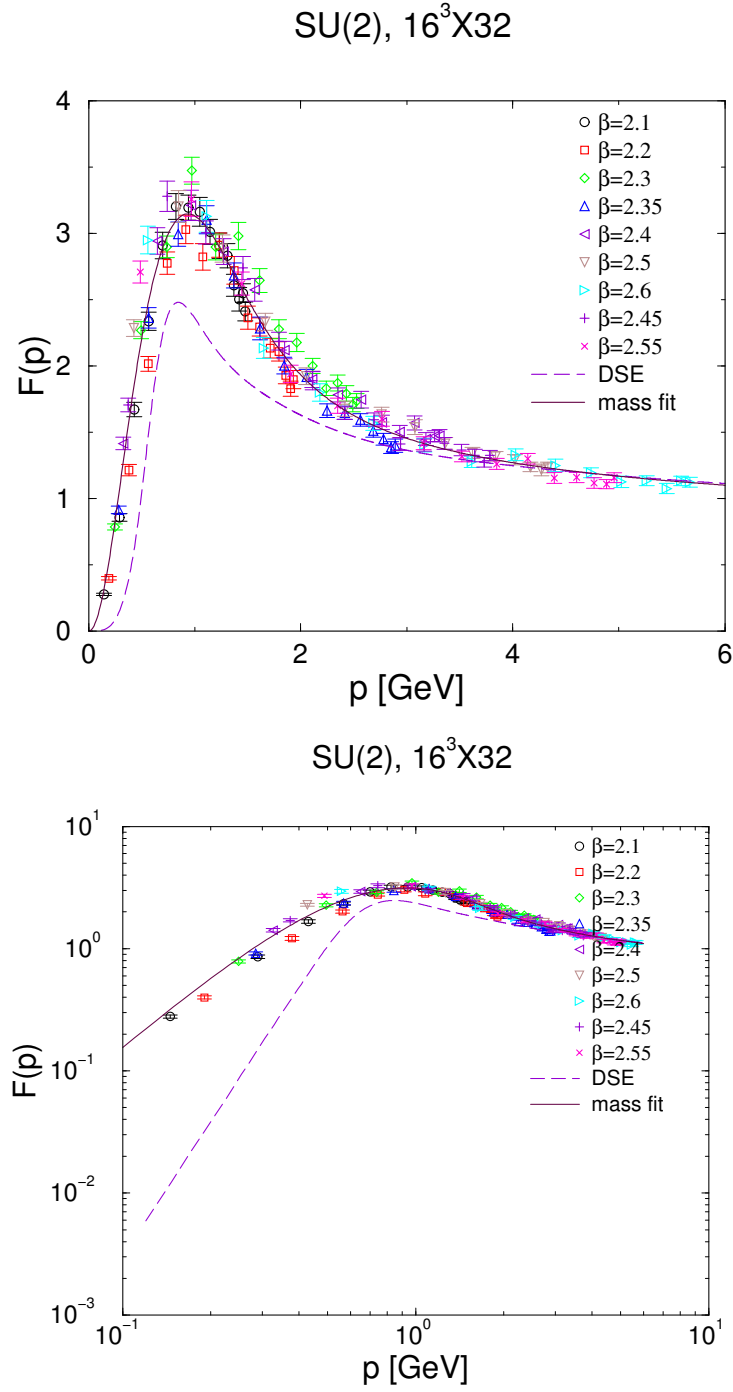 SU(2), 16³X32
4
3
2
1
0
F(p)
β=2.1
β=2.2
β=2.3
β=2.35
β=2.4
β=2.5
β=2.6
β=2.45
β=2.55
DSE
mass fit
0 2 4 6
p [GeV]
SU(2), 16³X32
10¹
10⁰
10⁻¹
10⁻²
10⁻³
F(p)
β=2.1
β=2.2
β=2.3
β=2.35
β=2.4
β=2.5
β=2.6
β=2.45
β=2.55
DSE
mass fit
10⁻¹ 10⁰ 10¹
p [GeV]